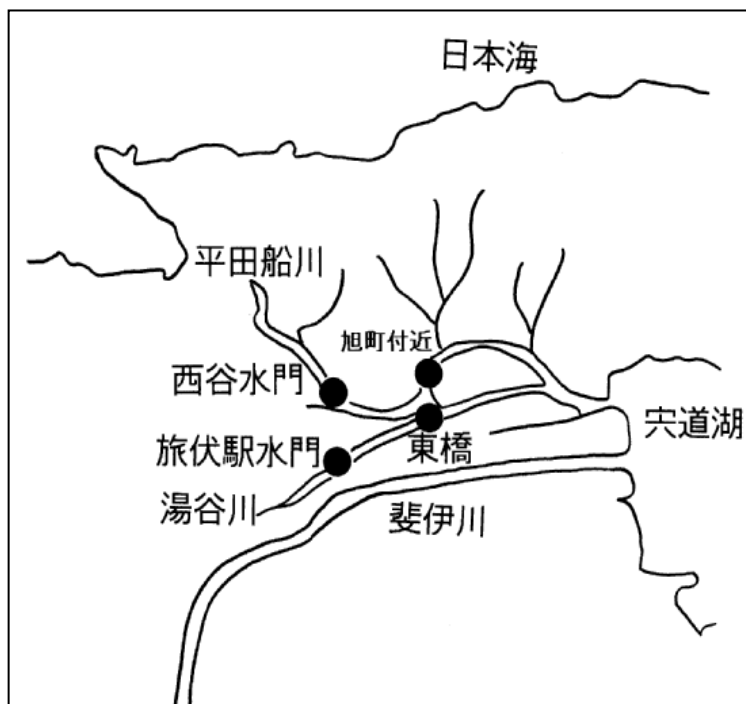 日本海
平田船川
旭町付近
西谷水門
宍道湖
旅伏駅水門
東橋
湯谷川
斐伊川